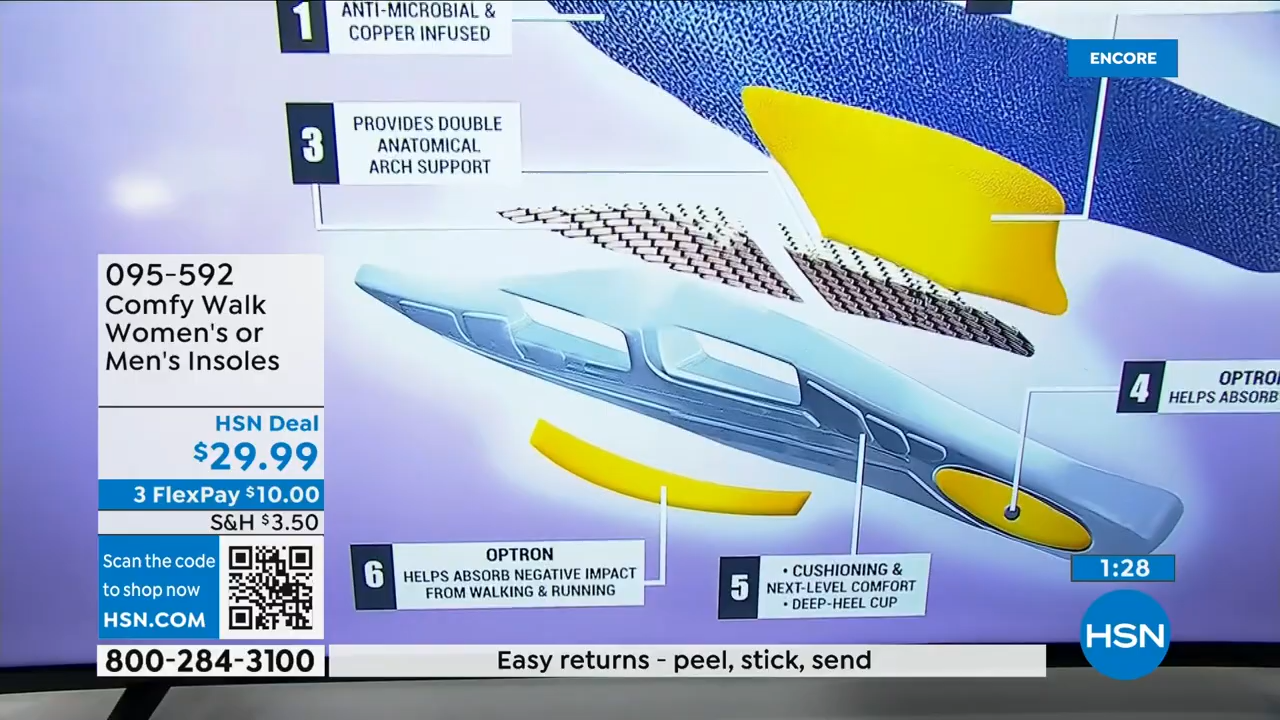 1
ANTI-MICROBIAL &
COPPER INFUSED
ENCORE
3
PROVIDES DOUBLE
ANATOMICAL
ARCH SUPPORT
095-592
Comfy Walk
Women's or
Men's Insoles
HSN Deal
$29.99
3 FlexPay $10.00
S&H $3.50
Scan the code
to shop now
HSN.COM
800-284-3100
4
HELPS ABSORB
6
OPTRON
HELPS ABSORB NEGATIVE IMPACT
FROM WALKING & RUNNING
5
• CUSHIONING &
NEXT-LEVEL COMFORT
• DEEP-HEEL CUP
1:28
HSN
Easy returns - peel, stick, send